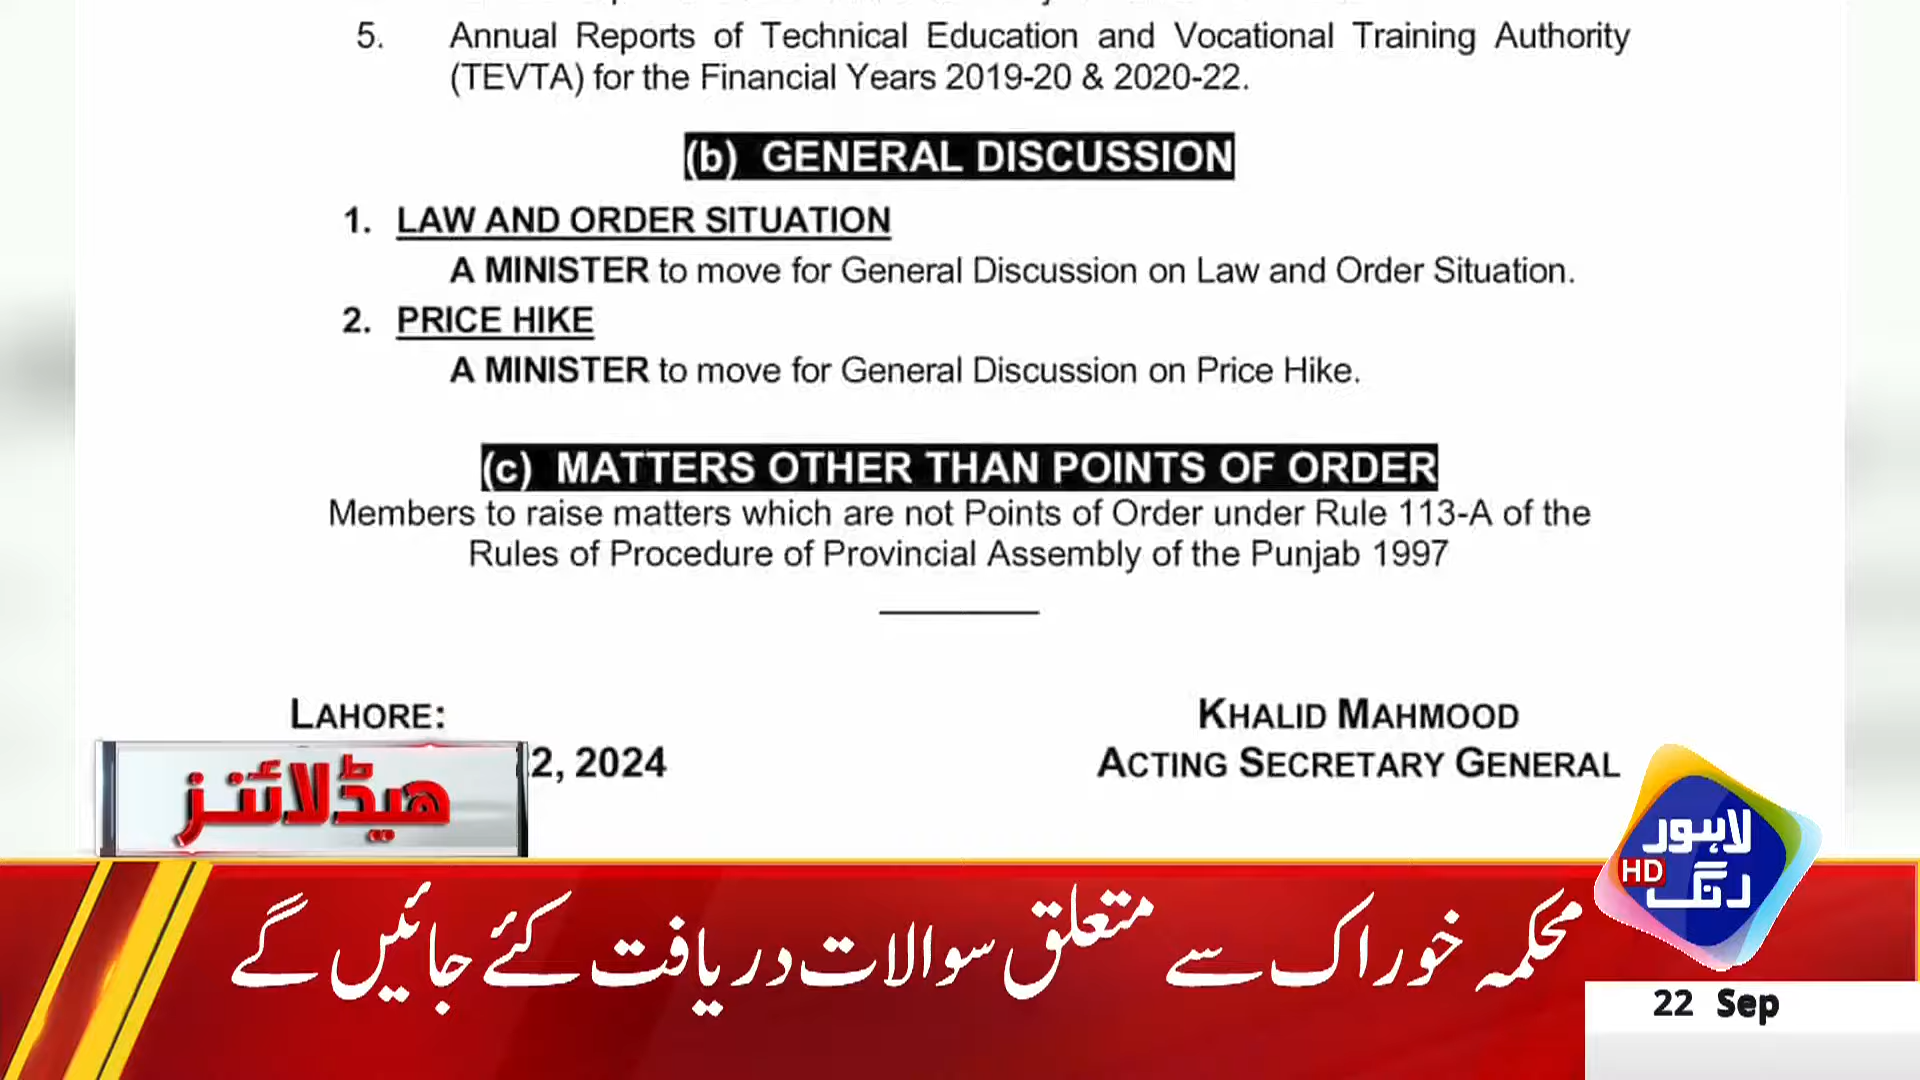 5. Annual Reports of Technical Education and Vocational Training Authority
(TEVTA) for the Financial Years 2019-20 & 2020-22.
(b) GENERAL DISCUSSION
1. LAW AND ORDER SITUATION
A MINISTER to move for General Discussion on Law and Order Situation.
2. PRICE HIKE
A MINISTER to move for General Discussion on Price Hike.
(c) MATTERS OTHER THAN POINTS OF ORDER
Members to raise matters which are not Points of Order under Rule 113-A of the
Rules of Procedure of Provincial Assembly of the Punjab 1997
LAHORE: KHALID MAHMOOD
2, 2024 ACTING SECRETARY GENERAL
ھیڈلائنز
لاہور
HD رنگ
محکمہ خوراک سے متعلق سوالات دریافت کئے جائیں گے
22 Sep